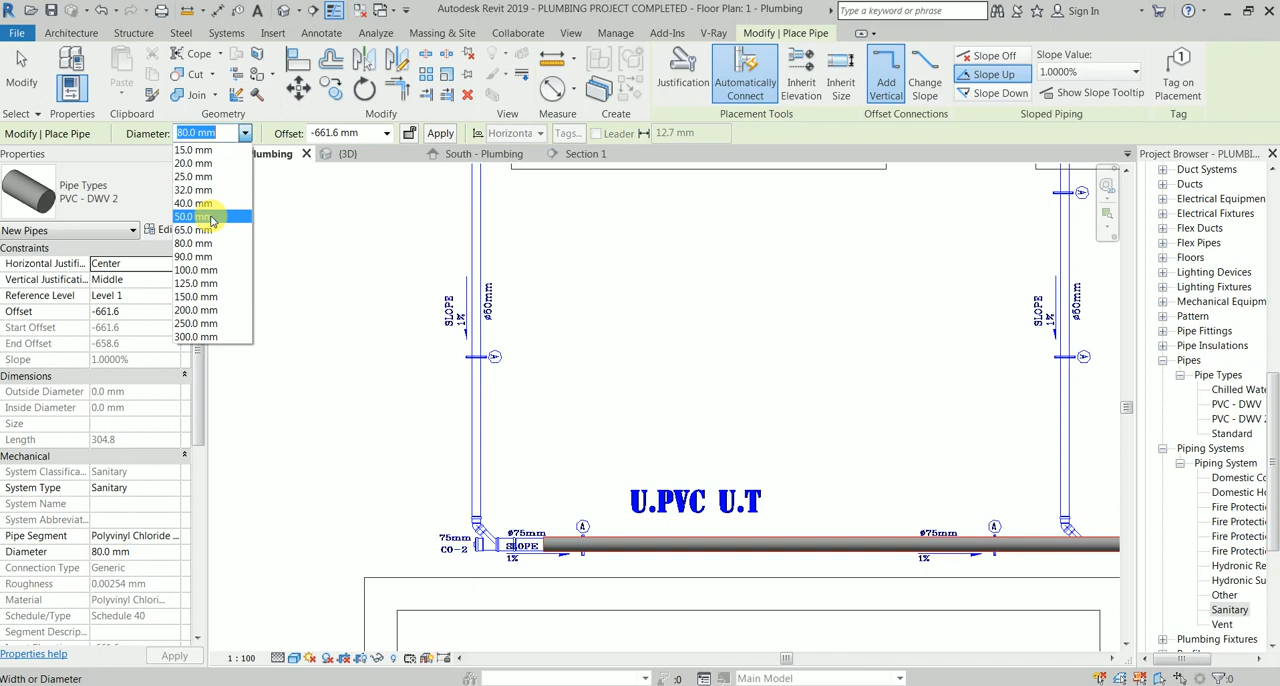 Autodesk Revit 2019 - PLUMBING PROJECT COMPLETED - Floor Plan: 1 - Plumbing
Type a keyword or phrase
Sign In
File Architecture Structure Steel Systems Insert Annotate Analyze Massing & Site Collaborate View Manage Add-Ins V-Ray Modify | Place Pipe
Modify
Paste
Cope
Cut
Join
Justification
Automatically Connect
Inherit Elevation
Inherit Size
Add Vertical
Change Slope
Slope Off
Slope Up
Slope Down
Slope Value:
1.0000%
Show Slope Tooltip
Tag on Placement
Select Properties Clipboard Geometry Modify View Measure Create Placement Tools Offset Connections Sloped Piping Tag
Modify | Place Pipe Diameter: 80.0 mm Offset: -661.6 mm Apply Horizonta Tags... Leader 12.7 mm
Properties
lumbing
{3D}
South - Plumbing
Section 1
Project Browser - PLUMBI...
Pipe Types
PVC - DWV 2
New Pipes
Edi
Constraints
Horizontal Justifi... Center
Vertical Justificati... Middle
Reference Level Level 1
Offset -661.6
Start Offset -661.6
End Offset -658.6
Slope 1.0000%
Dimensions
Outside Diameter 0.0 mm
Inside Diameter 0.0 mm
Size
Length 304.8
Mechanical
System Classifica... Sanitary
System Type Sanitary
System Name
System Abbreviat...
Pipe Segment Polyvinyl Chloride ...
Diameter 80.0 mm
Connection Type Generic
Roughness 0.00254 mm
Material Polyvinyl Chlori...
Schedule/Type Schedule 40
Segment Descrip...
Properties help
Apply
15.0 mm
20.0 mm
25.0 mm
32.0 mm
40.0 mm
50.0 mm
65.0 mm
80.0 mm
90.0 mm
100.0 mm
125.0 mm
150.0 mm
200.0 mm
250.0 mm
300.0 mm
SLOPE
1%
ø50mm
A
A
SLOPE
1%
A
U.PVC U.T
75mm
CO-2
ø75mm
SLOPE
1%
A
ø75mm
1%
A
Duct Systems
Ducts
Electrical Equipmen
Electrical Fixtures
Flex Ducts
Flex Pipes
Floors
Lighting Devices
Lighting Fixtures
Mechanical Equipm
Pattern
Pipe Fittings
Pipe Insulations
Pipes
Pipe Types
Chilled Wate
PVC - DWV
PVC - DWV 2
Standard
Piping Systems
Piping System
Domestic Co
Domestic Ho
Fire Protecti
Fire Protecti
Fire Protecti
Fire Protecti
Hydronic Re
Hydronic Su
Other
Sanitary
Vent
Plumbing Fixtures
1 : 100
Width or Diameter
:0
Main Model
:0